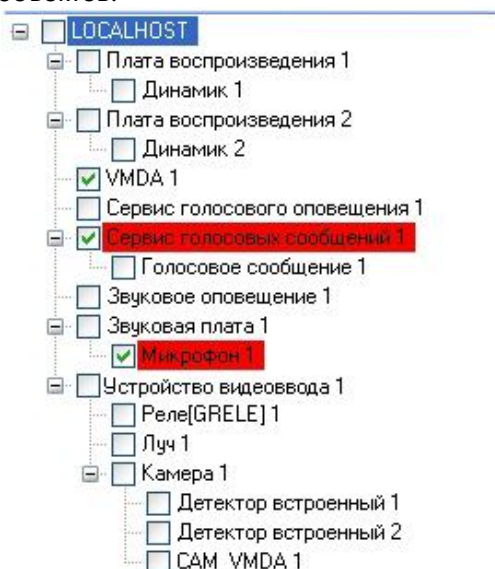 LOCALHOST
Плата воспроизведения 1
Динамик 1
Плата воспроизведения 2
Динамик 2
VMDA 1
Сервис голосового оповещения 1
Сервис голосовых сообщений 1
Голосовое сообщение 1
Звуковое оповещение 1
Звуковая плата 1
Микрофон 1
Устройство видеоввода 1
Реле[GRELE] 1
Луч 1
Камера 1
Детектор встроенный 1
Детектор встроенный 2
CAM_VMDA 1